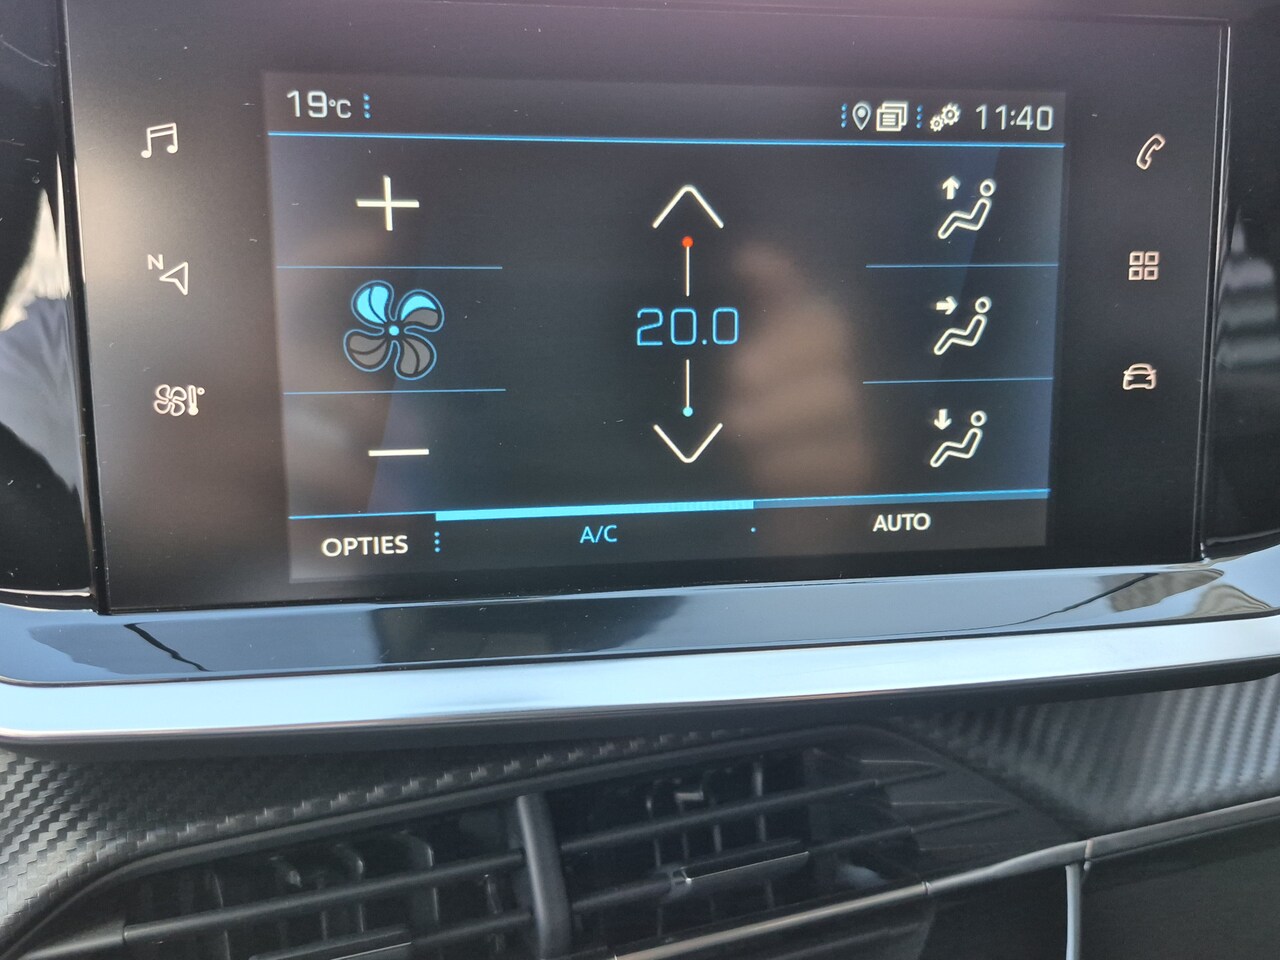 19°C
11:40
N
20.0
OPTIES
A/C
AUTO